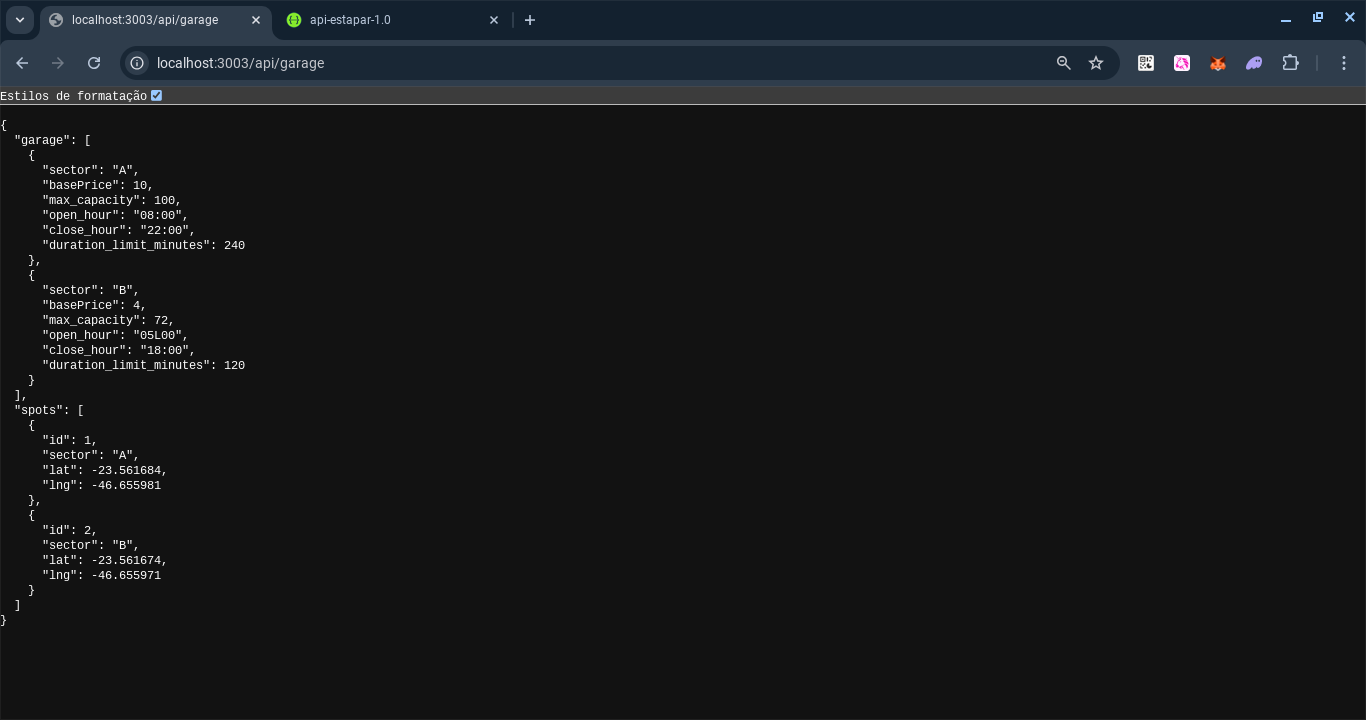 localhost:3003/api/garage
api-estapar-1.0
localhost:3003/api/garage
Estilos de formatação
{
  "garage": [
    {
      "sector": "A",
      "basePrice": 10,
      "max_capacity": 100,
      "open_hour": "08:00",
      "close_hour": "22:00",
      "duration_limit_minutes": 240
    },
    {
      "sector": "B",
      "basePrice": 4,
      "max_capacity": 72,
      "open_hour": "05L00",
      "close_hour": "18:00",
      "duration_limit_minutes": 120
    }
  ],
  "spots": [
    {
      "id": 1,
      "sector": "A",
      "lat": -23.561684,
      "lng": -46.655981
    },
    {
      "id": 2,
      "sector": "B",
      "lat": -23.561674,
      "lng": -46.655971
    }
  ]
}